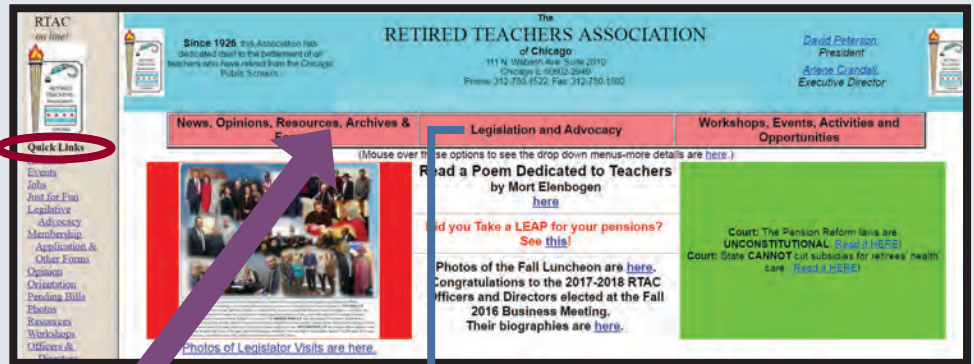 RTAC
on line!
RETIRED
TEACHERS
Quick Links
Events
Jobs
Just for Fun
Legilative
Advocacy
Membership
Application &
Other Forms
Opinion
Orientation
Pending Bills
Photos
Resources
Workshops
Officers &
Directors
Since 1926, this Association has
dedicated itself to the betterment of all
teachers who have retired from the Chicago
Public Schools.
The
RETIRED TEACHERS ASSOCIATION
of Chicago
111 N. Wabash Ave. Suite 2010
Chicago IL 60602-2949
Phone: 312-750-1522 Fax: 312-750-1502
David Peterson,
President
Arlene Crandall,
Executive Director
News, Opinions, Resources, Archives &
Legislation and Advocacy
Workshops, Events, Activities and
Opportunities
(Mouse over these options to see the drop down menus-more details are here.)
Read a Poem Dedicated to Teachers
by Mort Elenbogen
here
Did you Take a LEAP for your pensions?
See this!
Photos of the Fall Luncheon are here.
Congratulations to the 2017-2018 RTAC
Officers and Directors elected at the Fall
2016 Business Meeting.
Their biographies are here.
Court: The Pension Reform laws are
UNCONSTITUTIONAL. Read it HERE!
Court: State CANNOT cut subsidies for retirees' health
care. Read it HERE!
Photos of Legislator Visits are here.